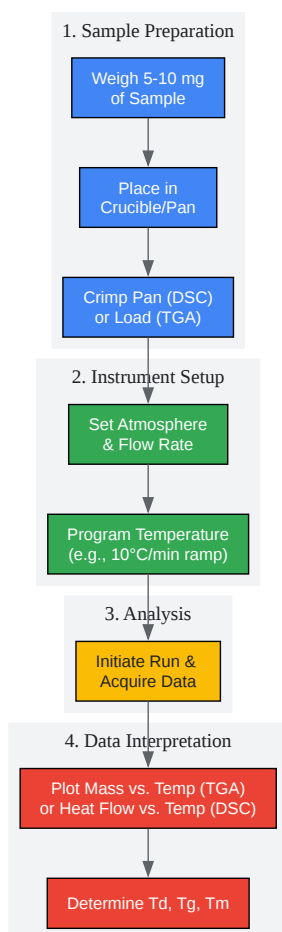 1. Sample Preparation
Weigh 5-10 mg
of Sample
Place in
Crucible/Pan
Crimp Pan (DSC)
or Load (TGA)
2. Instrument Setup
Set Atmosphere
& Flow Rate
Program Temperature
(e.g., 10°C/min ramp)
3. Analysis
Initiate Run &
Acquire Data
4. Data Interpretation
Plot Mass vs. Temp (TGA)
or Heat Flow vs. Temp (DSC)
Determine Td, Tg, Tm